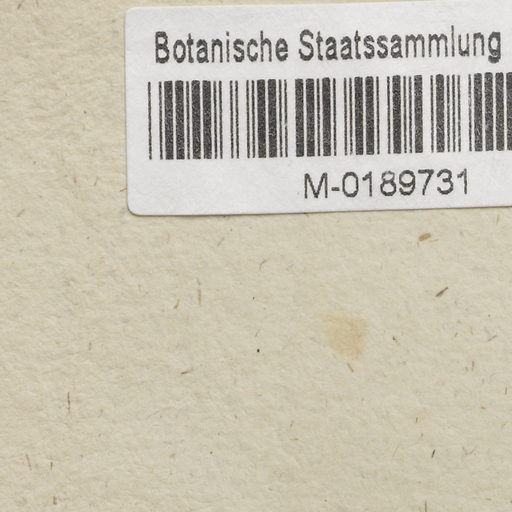 Botanische Staatssammlung
M-0189731